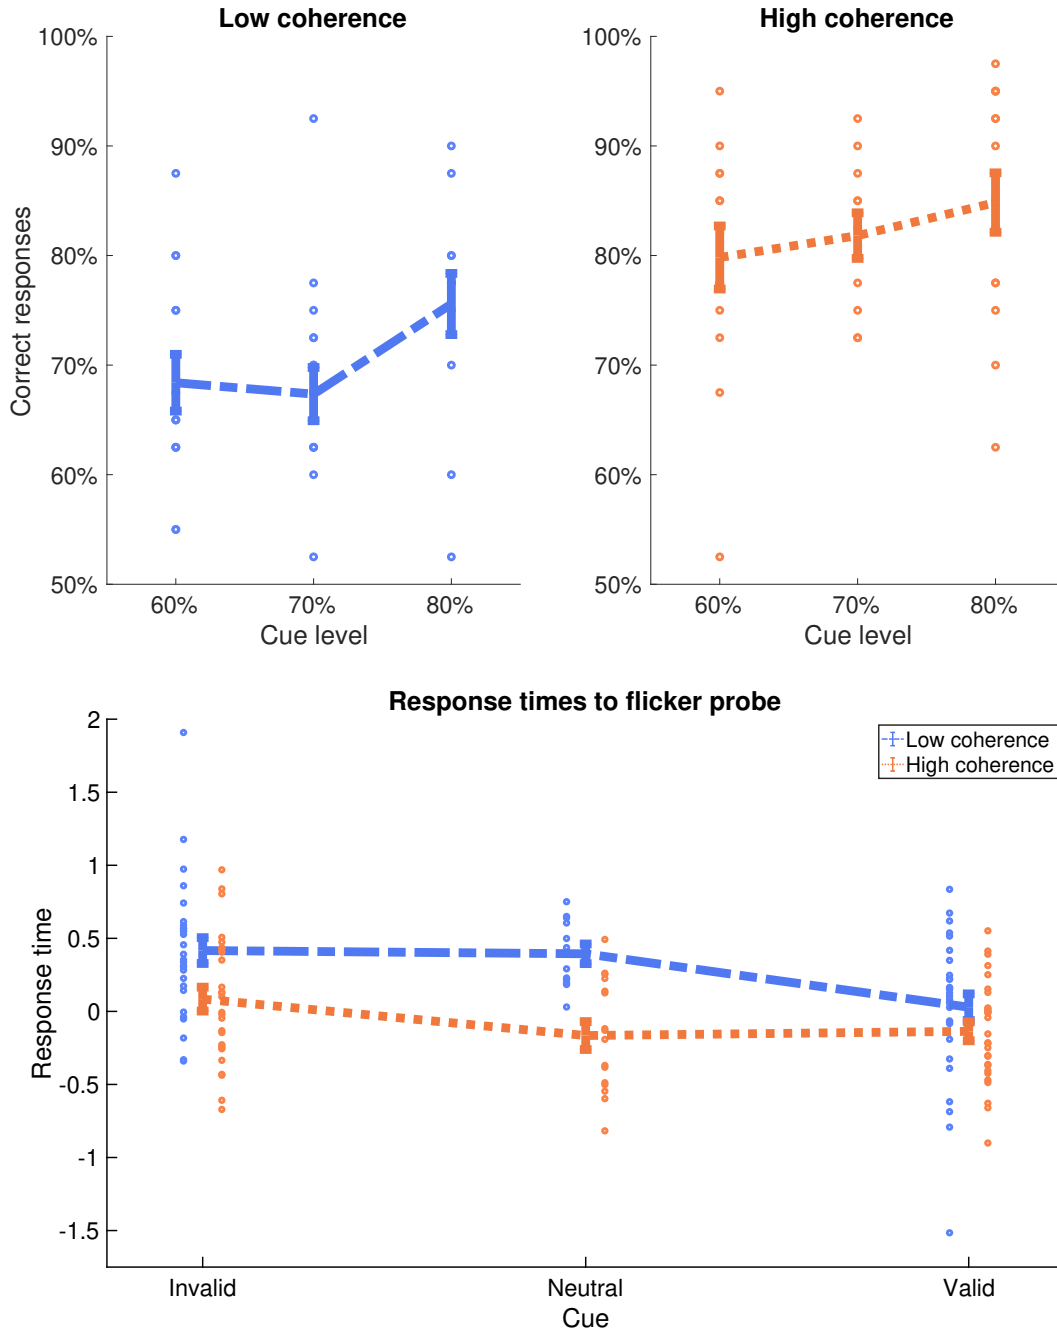 Low coherence
High coherence
100%
90%
80%
70%
60%
50%
Correct responses
60%
70%
80%
Cue level
100%
90%
80%
70%
60%
50%
60%
70%
80%
Cue level
Response times to flicker probe
2
1.5
1
0.5
0
-0.5
-1
-1.5
Response time
Low coherence
High coherence
Invalid
Neutral
Valid
Cue